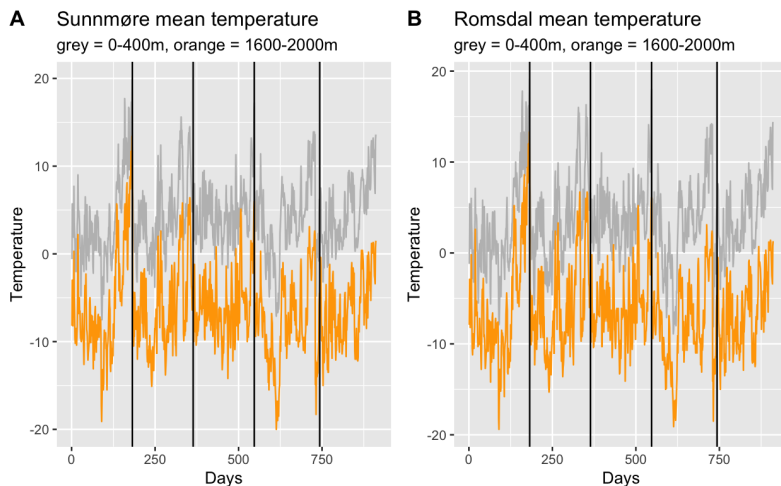 A
Sunnmøre mean temperature
grey = 0-400m, orange = 1600-2000m
20
10
0
-10
-20
Temperature
0
250
500
750
Days
B
Romsdal mean temperature
grey = 0-400m, orange = 1600-2000m
20
10
0
-10
-20
Temperature
0
250
500
750
Days